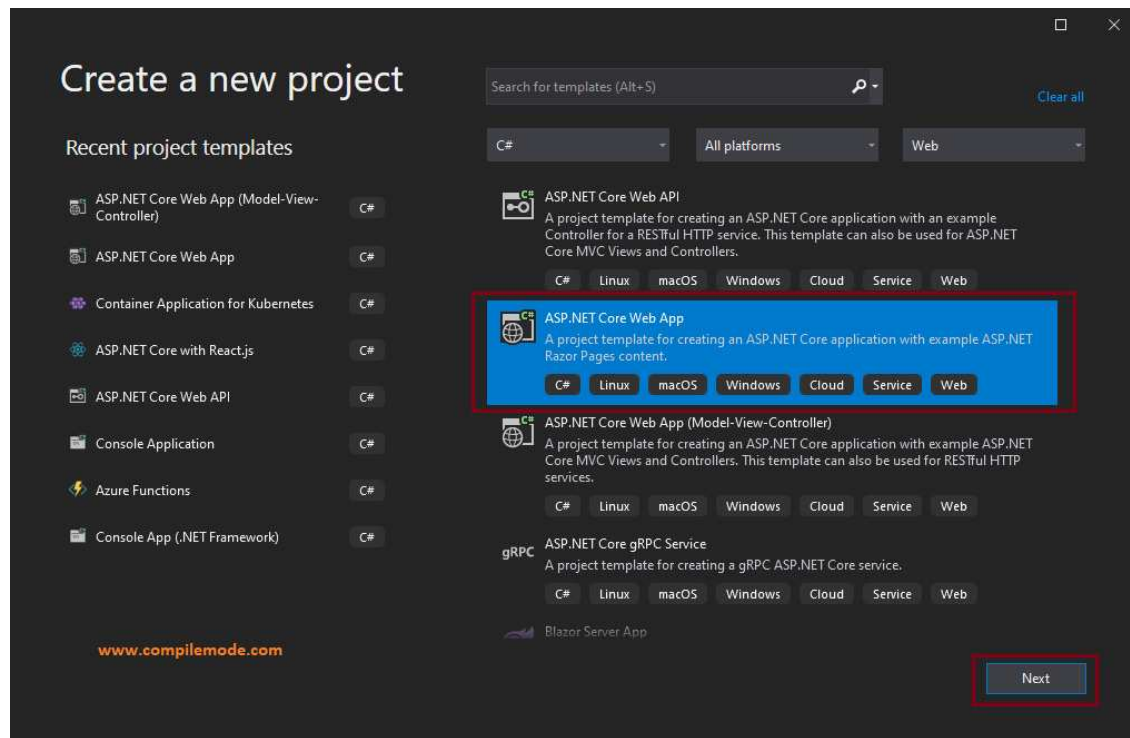 Create a new project
Search for templates (Alt+S)
Clear all
Recent project templates
C#
All platforms
Web
ASP.NET Core Web App (Model-View-
Controller)
C#
ASP.NET Core Web App
C#
Container Application for Kubernetes
C#
ASP.NET Core with React.js
C#
ASP.NET Core Web API
C#
Console Application
C#
Azure Functions
C#
Console App (.NET Framework)
C#
www.compilemode.com
C#
ASP.NET Core Web API
A project template for creating an ASP.NET Core application with an example
Controller for a RESTful HTTP service. This template can also be used for ASP.NET
Core MVC Views and Controllers.
C# Linux macOS Windows Cloud Service Web
C#
ASP.NET Core Web App
A project template for creating an ASP.NET Core application with example ASP.NET
Razor Pages content.
C# Linux macOS Windows Cloud Service Web
C#
ASP.NET Core Web App (Model-View-Controller)
A project template for creating an ASP.NET Core application with example ASP.NET
Core MVC Views and Controllers. This template can also be used for RESTful HTTP
services.
C# Linux macOS Windows Cloud Service Web
gRPC
ASP.NET Core gRPC Service
A project template for creating a gRPC ASP.NET Core service.
C# Linux macOS Windows Cloud Service Web
Blazor Server App
Next